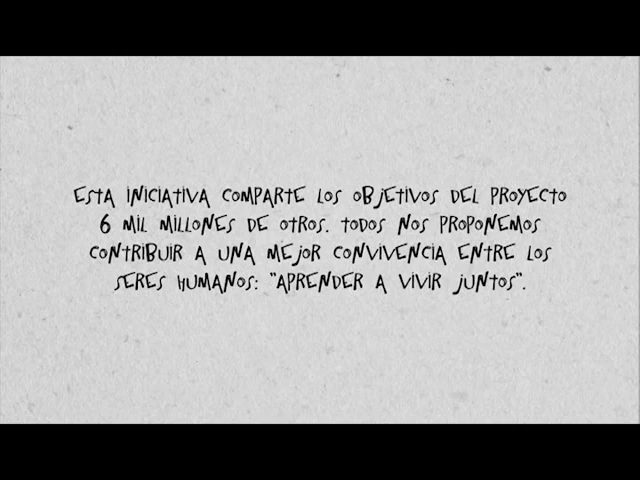 ESTA INICIATIVA COMPARTE LOS OBJETIVOS DEL PROYECTO
6 MIL MILLONES DE OTROS. TODOS NOS PROPONEMOS
CONTRIBUIR A UNA MEJOR CONVIVENCIA ENTRE LOS
SERES HUMANOS: "APRENDER A VIVIR JUNTOS".